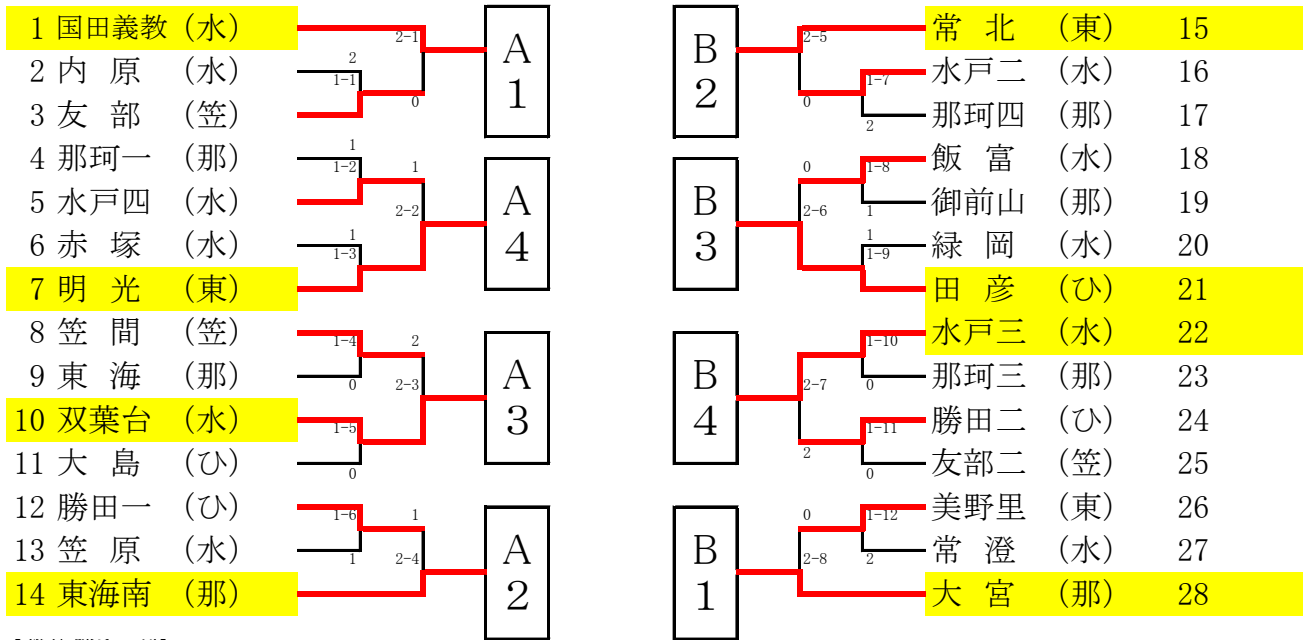 1 国田義教 (水)
2 内 原 (水)
3 友 部 (笠)
4 那珂一 (那)
5 水戸四 (水)
6 赤 塚 (水)
7 明 光 (東)
8 笠 間 (笠)
9 東 海 (那)
10 双葉台 (水)
11 大 島 (ひ)
12 勝田一 (ひ)
13 笠 原 (水)
14 東海南 (那)
2-1
2
1-1
0
1
1-2
1
2-2
1
1-3
1-4
2
0
2-3
1-5
0
1-6
1
1
2-4
A
1
A
4
A
3
A
2
B
2
B
3
B
4
B
1
2-5
1-7
0
2
0
1-8
2-6
1
1
1-9
1-10
2-7
0
1-11
2
0
0
1-12
2-8
2
常 北 (東) 15
水戸二 (水) 16
那珂四 (那) 17
飯 富 (水) 18
御前山 (那) 19
緑 岡 (水) 20
田 彦 (ひ) 21
水戸三 (水) 22
那珂三 (那) 23
勝田二 (ひ) 24
友部二 (笠) 25
美野里 (東) 26
常 澄 (水) 27
大 宮 (那) 28